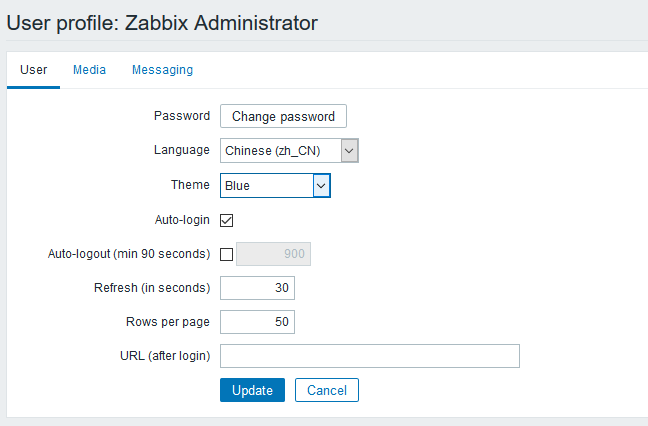 User profile: Zabbix Administrator
User Media Messaging
Password Change password
Language Chinese (zh_CN)
Theme Blue
Auto-login
Auto-logout (min 90 seconds) 900
Refresh (in seconds) 30
Rows per page 50
URL (after login)
Update Cancel